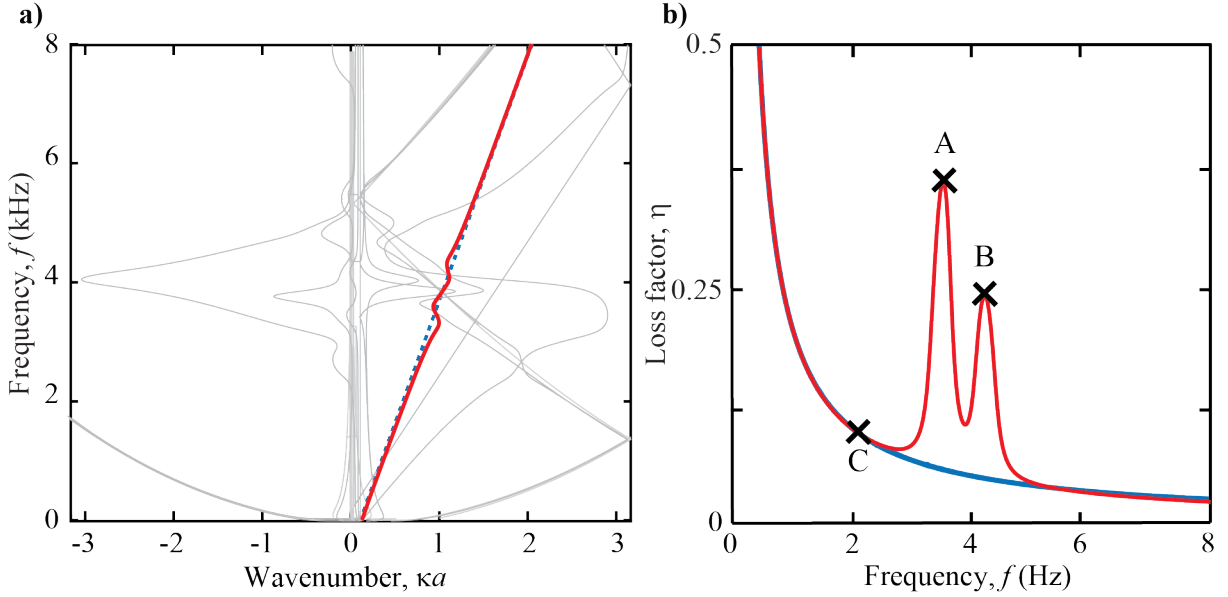 a)
8
6
4
2
0
Frequency, f (kHz)
-3
-2
-1
0
1
2
3
Wavenumber, κa
b)
0.5
0.25
0
Loss factor, η
A
B
C
0
2
4
6
8
Frequency, f (Hz)